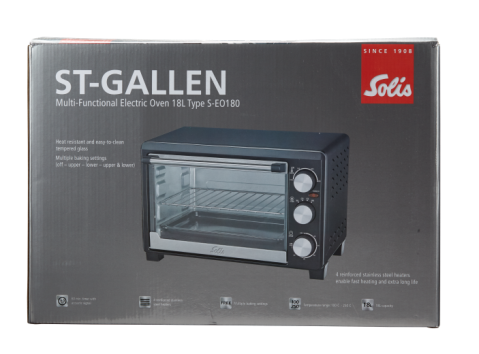 SINCE 1908
Solis
ST-GALLEN
Multi-Functional Electric Oven 18L Type S-EO180
Heat resistant and easy-to-clean
tempered glass
Multiple baking settings
(off – upper – lower – upper & lower)
Solis
4 reinforced stainless steel heaters
enable fast heating and extra long life